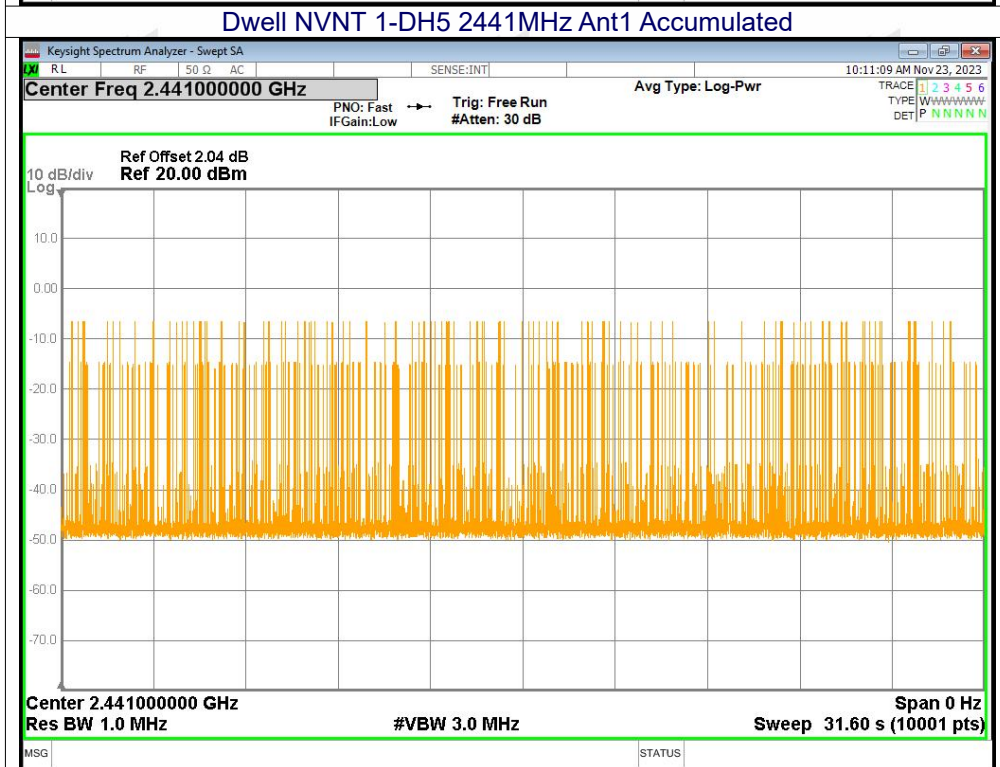 Dwell NVNT 1-DH5 2441MHz Ant1 Accumulated
Keysight Spectrum Analyzer - Swept SA
LXI RL RF 50 Ω AC SENSE:INT 10:11:09 AM Nov 23, 2023
Center Freq 2.441000000 GHz Avg Type: Log-Pwr TRACE 1 2 3 4 5 6
PNO: Fast Trig: Free Run TYPE WWWWWWW
IFGain:Low #Atten: 30 dB DET P N N N N N
Ref Offset 2.04 dB
10 dB/div Ref 20.00 dBm
Log
10.0
0.00
-10.0
-20.0
-30.0
-40.0
-50.0
-60.0
-70.0
Center 2.441000000 GHz Span 0 Hz
Res BW 1.0 MHz #VBW 3.0 MHz Sweep 31.60 s (10001 pts)
MSG STATUS